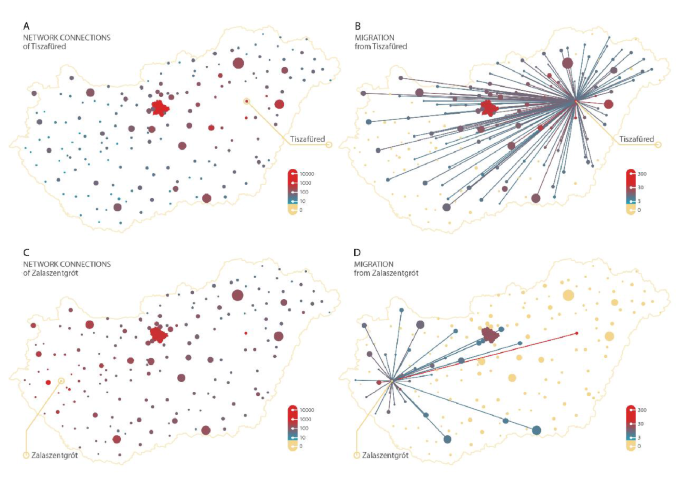 A
NETWORK CONNECTIONS
of Tiszafüred
Tiszafüred
10000
1000
100
10
0
B
MIGRATION
from Tiszafüred
Tiszafüred
300
30
3
0
C
NETWORK CONNECTIONS
of Zalaszentgrót
Zalaszentgrót
10000
1000
100
10
0
D
MIGRATION
from Zalaszentgrót
Zalaszentgrót
300
30
3
0